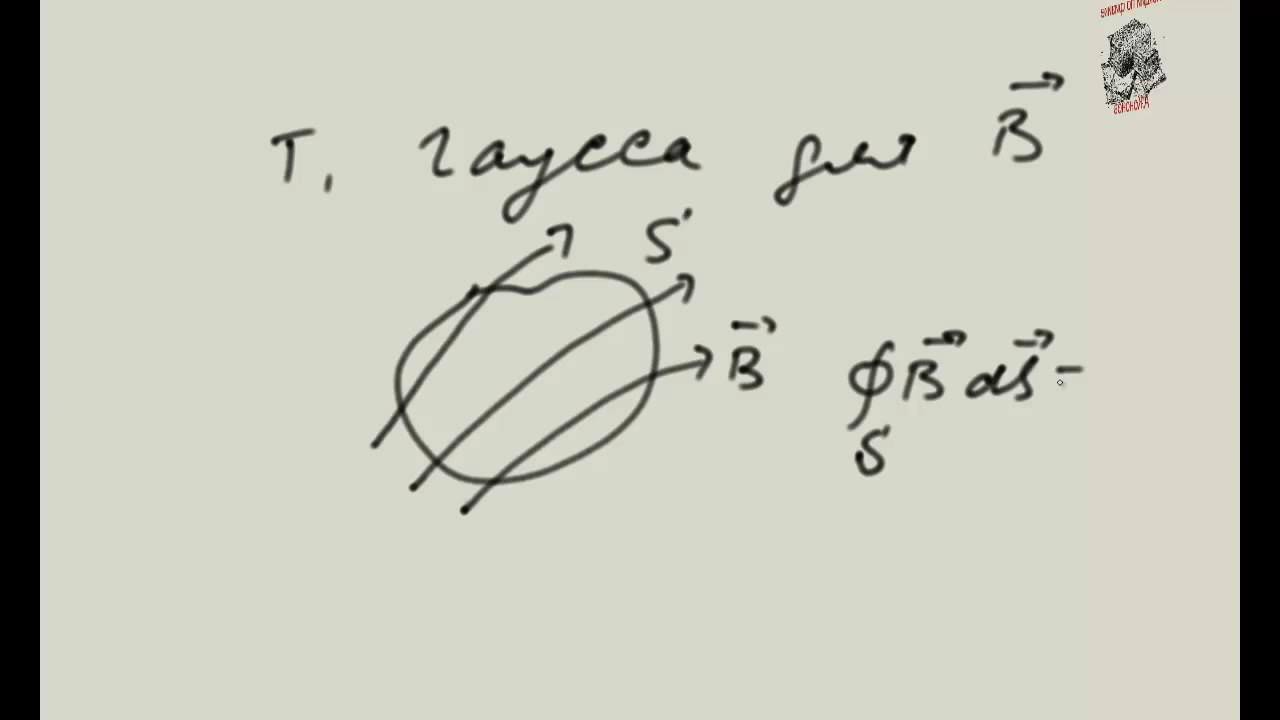 Т. Гаусса для B⃗
S
B⃗
∮ B⃗ dS⃗ =
S